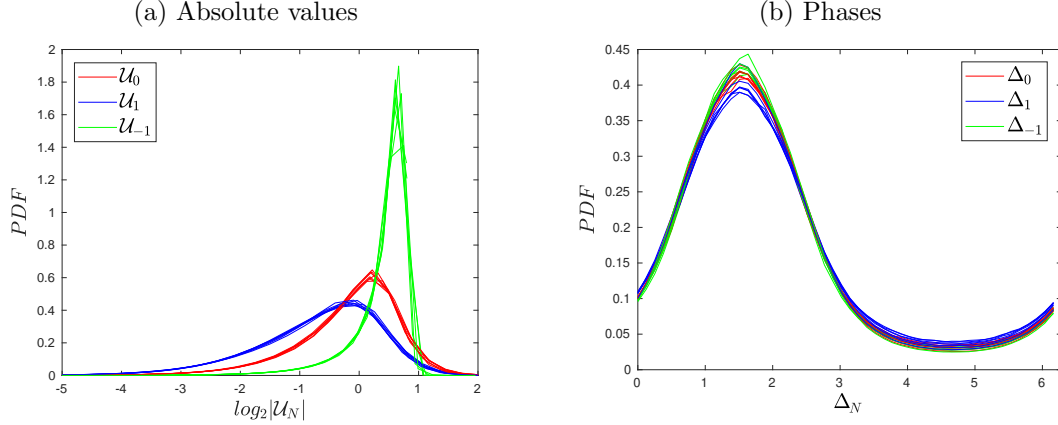 (a) Absolute values
(b) Phases
2
1.8
1.6
1.4
1.2
1
0.8
0.6
0.4
0.2
0
PDF
𝒰₀
𝒰₁
𝒰₋₁
-5 -4 -3 -2 -1 0 1 2
log₂|𝒰_N|
0.45
0.4
0.35
0.3
0.25
0.2
0.15
0.1
0.05
0
PDF
Δ₀
Δ₁
Δ₋₁
0 1 2 3 4 5 6
Δ_N